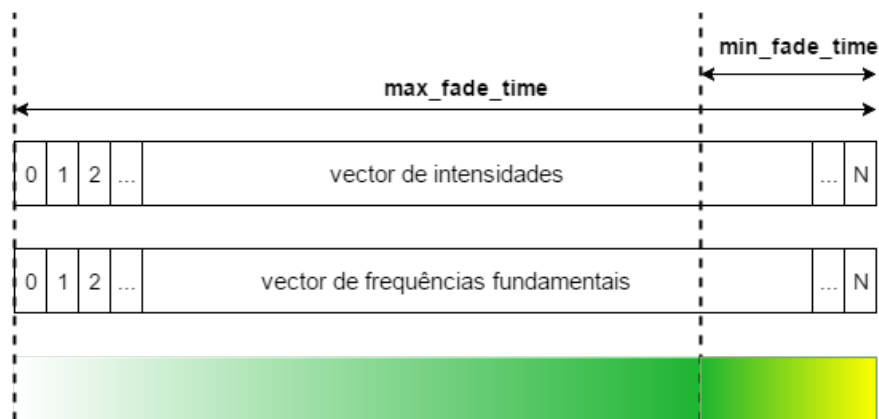 min_fade_time
max_fade_time
0 1 2 ... vector de intensidades ... N
0 1 2 ... vector de frequências fundamentais ... N